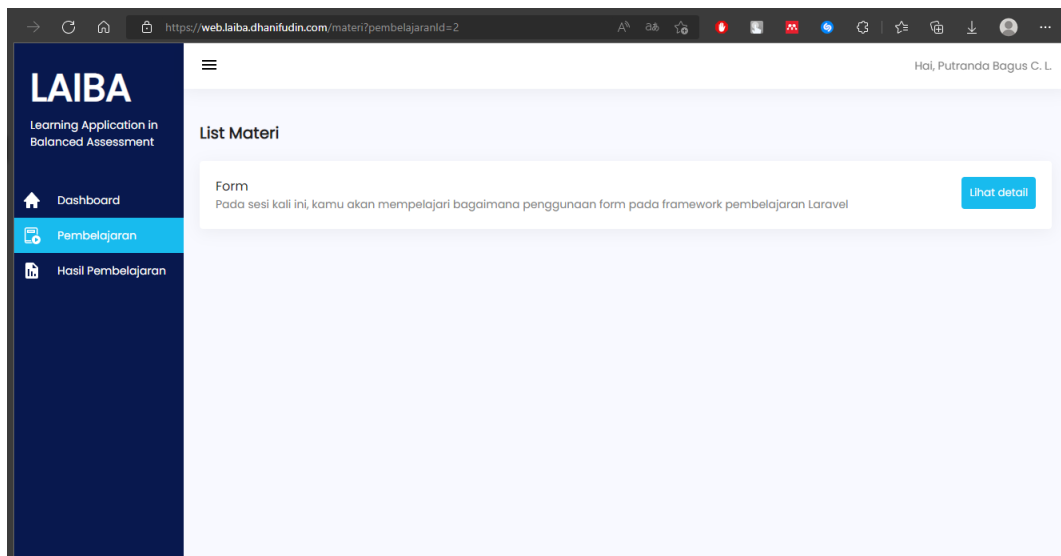 https://web.laiba.dhanifudin.com/materi?pembelajaranId=2
LAIBA
Learning Application in
Balanced Assessment
Dashboard
Pembelajaran
Hasil Pembelajaran
Hai, Putranda Bagus C. L.
List Materi
Form
Pada sesi kali ini, kamu akan mempelajari bagaimana penggunaan form pada framework pembelajaran Laravel
Lihat detail